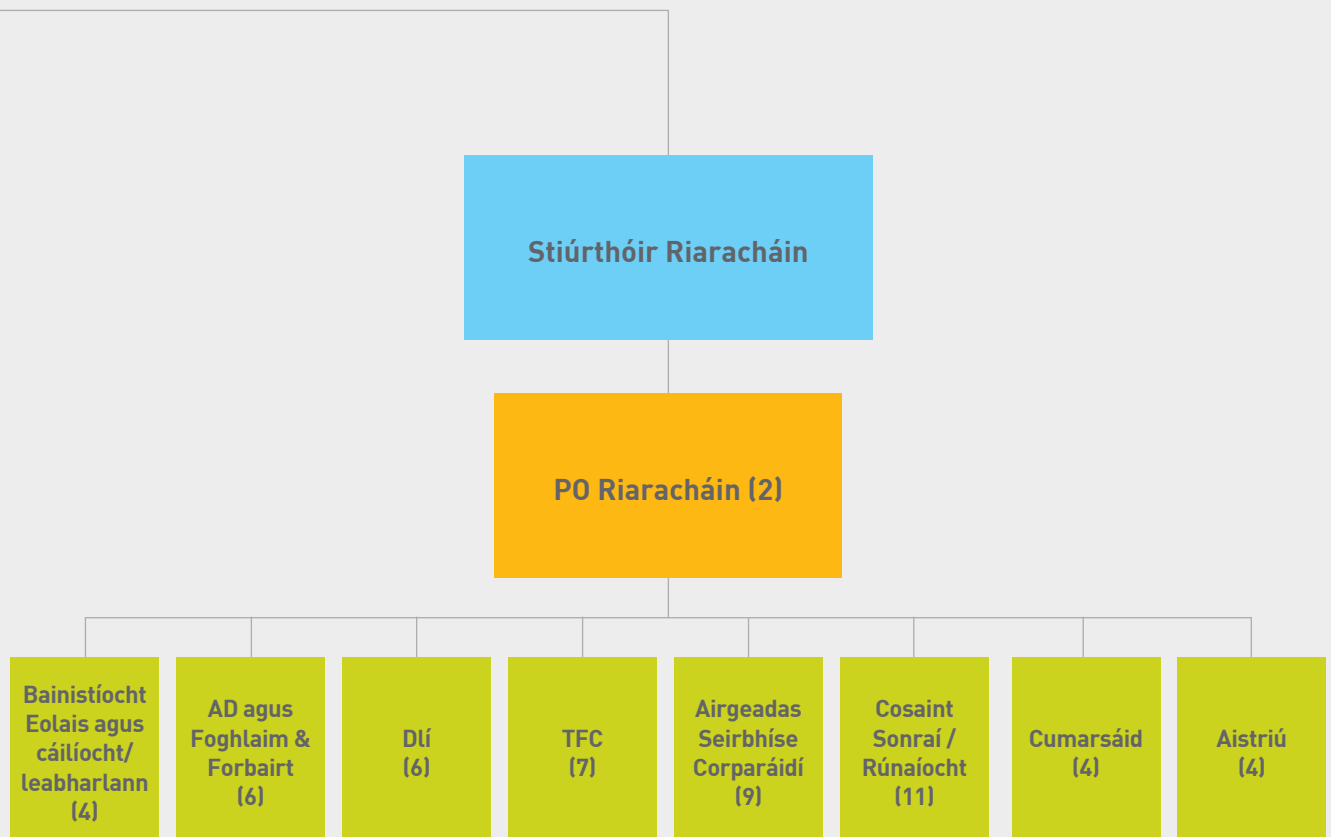 Stiúrthóir Riaracháin
PO Riaracháin (2)
Bainistíocht
Eolais agus
cáilíocht/
leabharlann
(4)
AD agus
Foghlaim &
Forbairt
(6)
Dlí
(6)
TFC
(7)
Airgeadas
Seirbhíse
Corparáidí
(9)
Cosaint
Sonraí /
Rúnaíocht
(11)
Cumarsáid
(4)
Aistriú
(4)